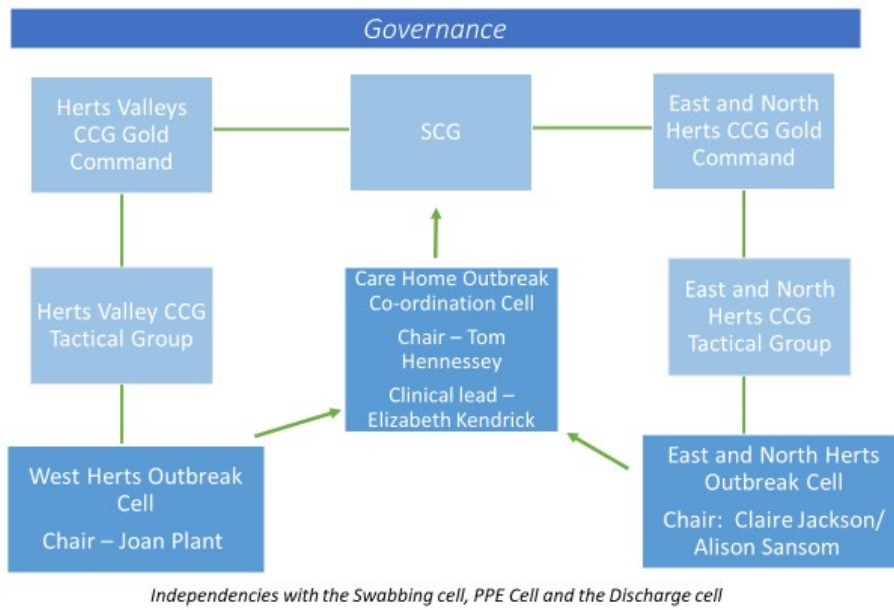 Governance
Herts Valleys
CCG Gold
Command
SCG
East and North
Herts CCG Gold
Command
Herts Valley CCG
Tactical Group
Care Home Outbreak
Co-ordination Cell
Chair – Tom
Hennessey
Clinical lead –
Elizabeth Kendrick
East and North
Herts CCG
Tactical Group
West Herts Outbreak
Cell
Chair – Joan Plant
East and North Herts
Outbreak Cell
Chair: Claire Jackson/
Alison Sansom
Independencies with the Swabbing cell, PPE Cell and the Discharge cell